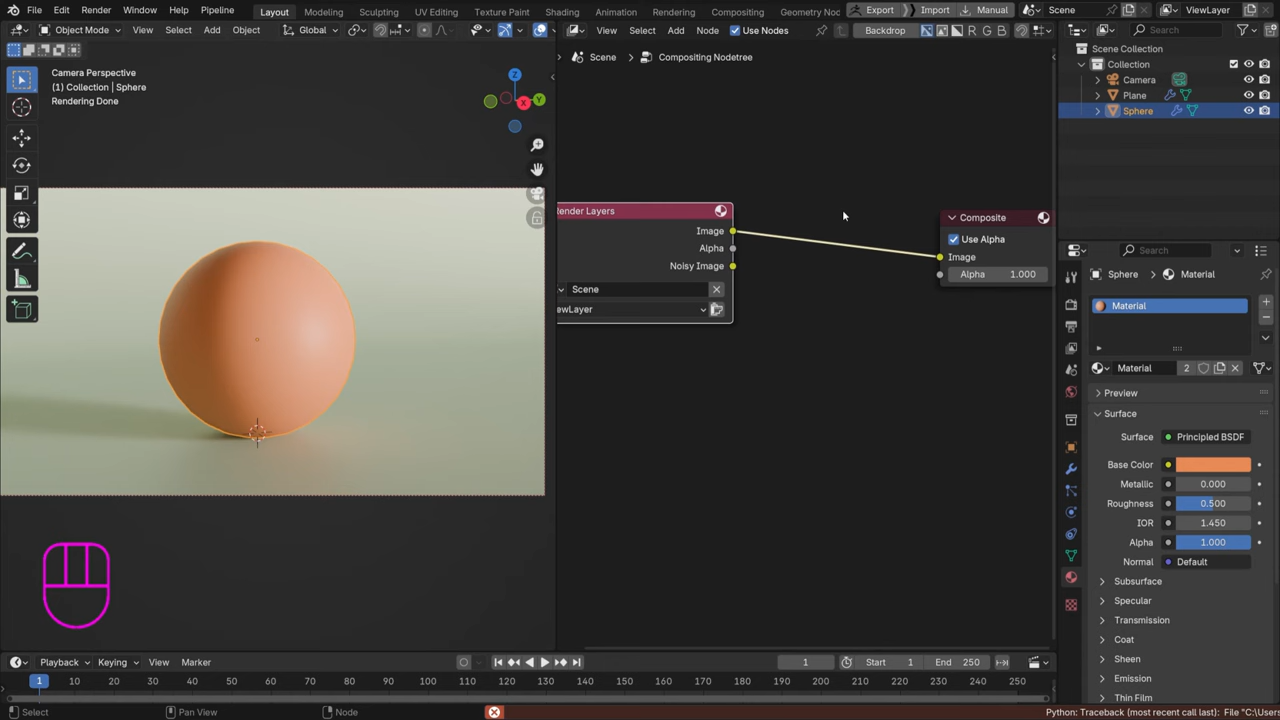 File Edit Render Window Help Pipeline Layout Modeling Sculpting UV Editing Texture Paint Shading Animation Rendering Compositing Geometry Noc Export Import Manual Scene ViewLayer
Object Mode View Select Add Object Global View Select Add Node Use Nodes Backdrop R G B Search
Scene Compositing Nodetree
Camera Perspective
(1) Collection | Sphere
Rendering Done
Z
Y
X
Scene Collection
Collection
Camera
Plane
Sphere
Render Layers
Image
Alpha
Noisy Image
Scene
ewLayer
Composite
Use Alpha
Image
Alpha 1.000
Search
Sphere Material
Material
Material 2
Preview
Surface
Surface Principled BSDF
Base Color
Metallic 0.000
Roughness 0.500
IOR 1.450
Alpha 1.000
Normal Default
Subsurface
Specular
Transmission
Coat
Sheen
Emission
Thin Film
Playback Keying View Marker 1 Start 1 End 250
1 10 20 30 40 50 60 70 80 90 100 110 120 130 140 150 160 170 180 190 200 210 220 230 240 250
Select Pan View Node Python: Traceback (most recent call last): File "C:\Users